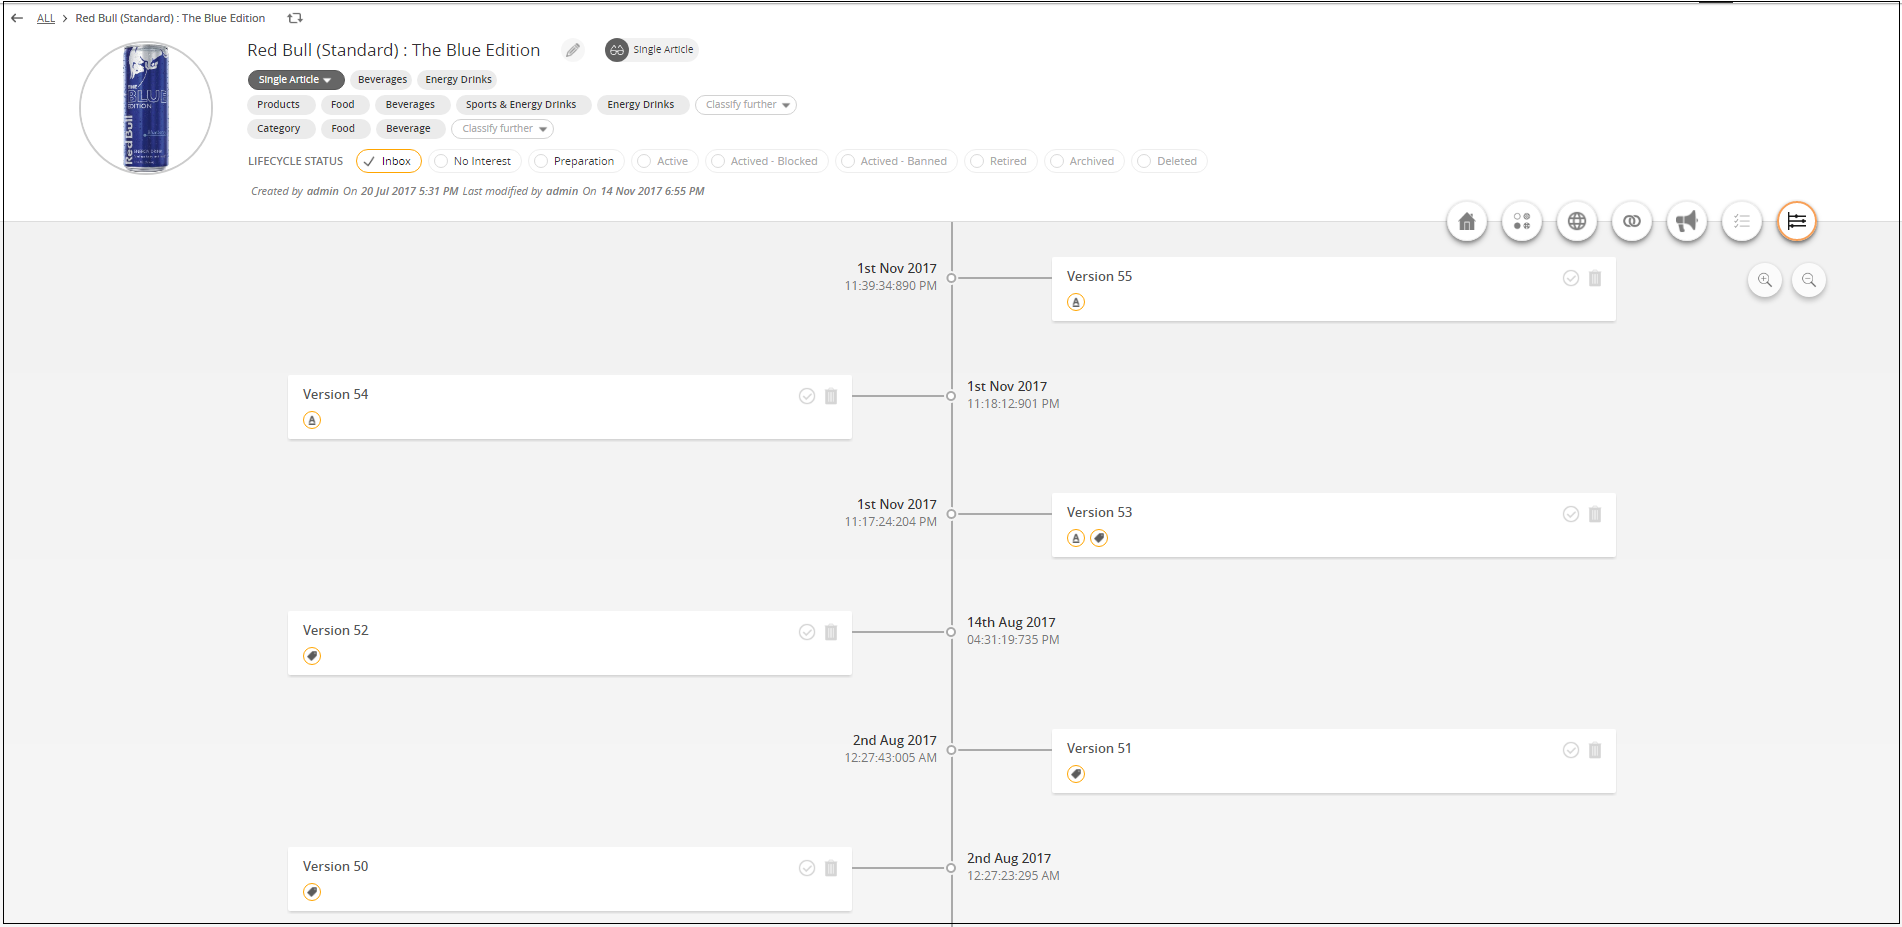 ALL > Red Bull (Standard) : The Blue Edition
Red Bull (Standard) : The Blue Edition Single Article
Single Article Beverages Energy Drinks
Products Food Beverages Sports & Energy Drinks Energy Drinks Classify further
Category Food Beverage Classify further
LIFECYCLE STATUS Inbox No Interest Preparation Active Actived - Blocked Actived - Banned Retired Archived Deleted
Created by admin On 20 Jul 2017 5:31 PM Last modified by admin On 14 Nov 2017 6:55 PM
THE
BLUE
EDITION
Red Bull
1st Nov 2017
11:39:34:890 PM
Version 55
Version 54
1st Nov 2017
11:18:12:901 PM
1st Nov 2017
11:17:24:204 PM
Version 53
Version 52
14th Aug 2017
04:31:19:735 PM
2nd Aug 2017
12:27:43:005 AM
Version 51
Version 50
2nd Aug 2017
12:27:23:295 AM